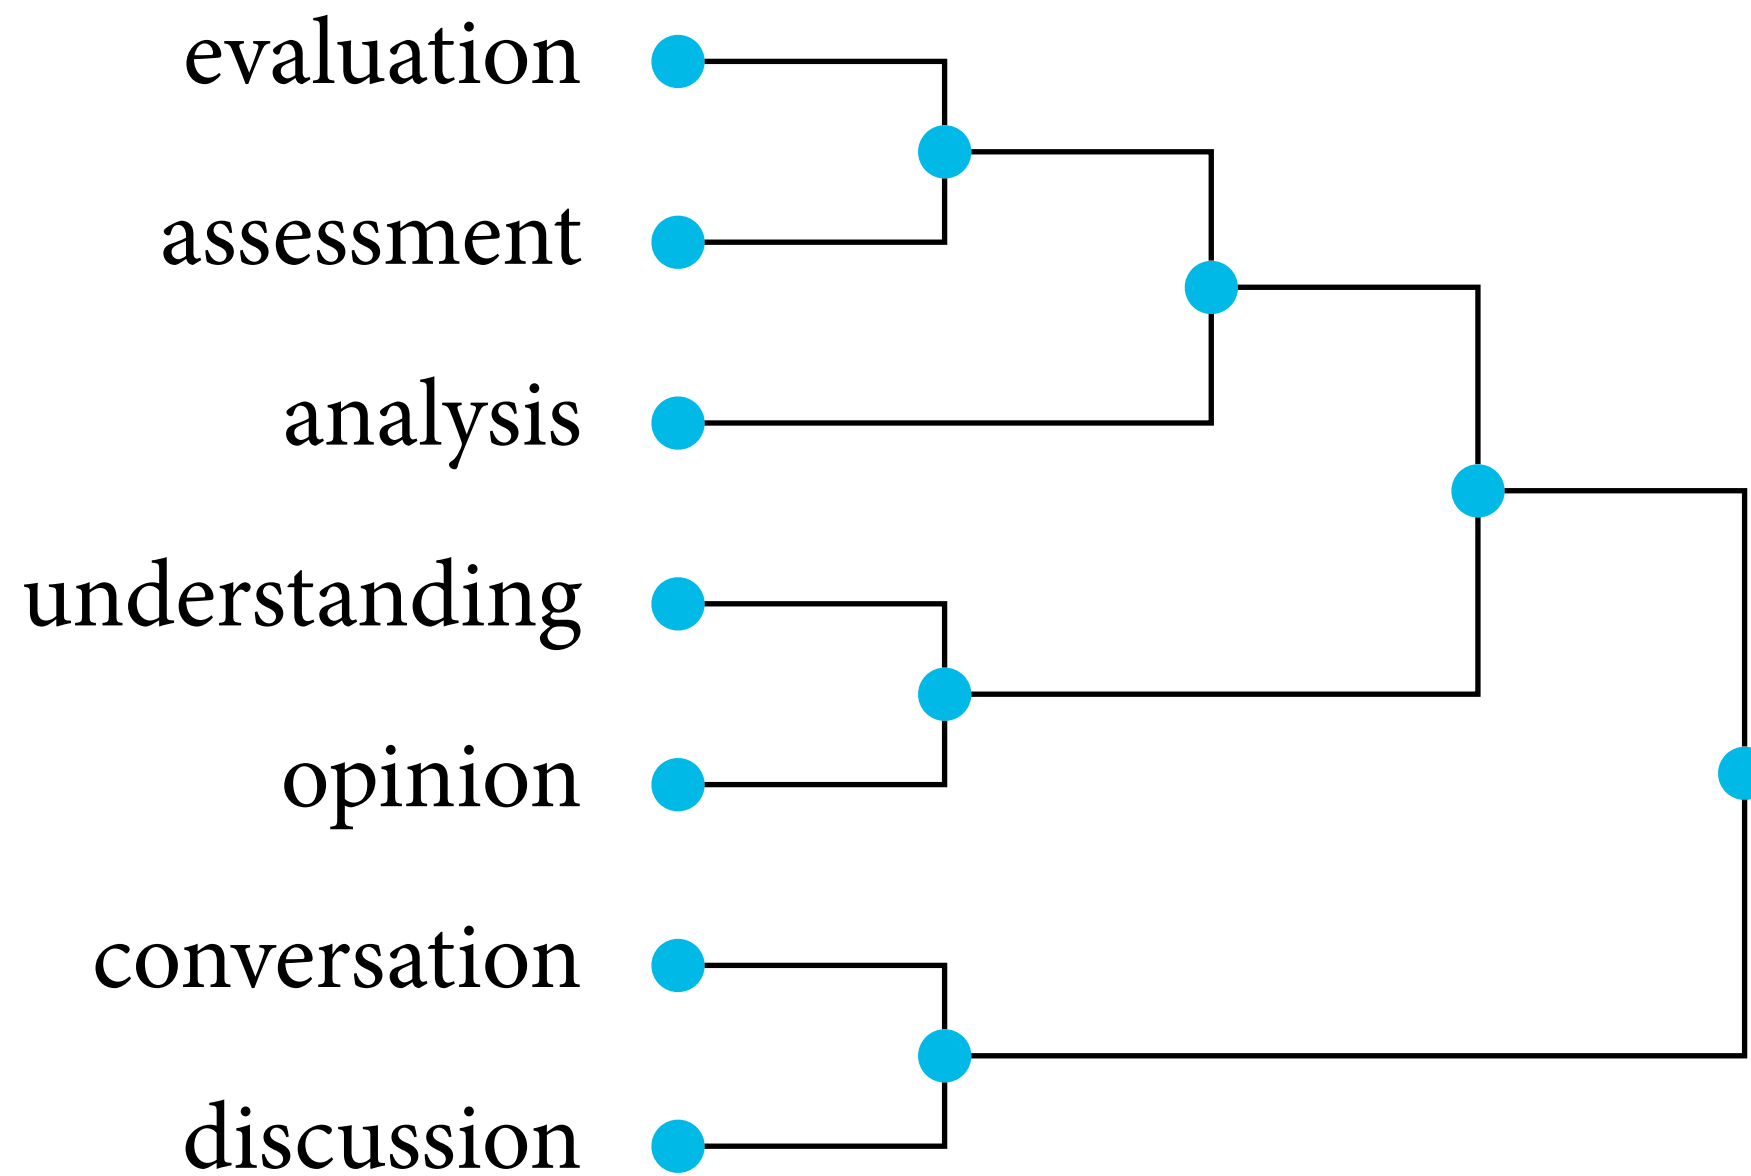 evaluation
assessment
analysis
understanding
opinion
conversation
discussion